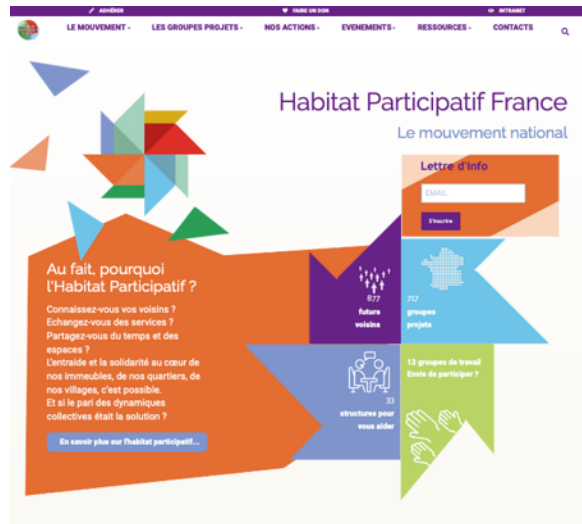 ADHÉRER
FAIRE UN DON
INTRANET
LE MOUVEMENT
LES GROUPES PROJETS
NOS ACTIONS
EVENEMENTS
RESSOURCES
CONTACTS
Habitat Participatif France
Le mouvement national
Lettre d'info
EMAIL
S'inscrire
Au fait, pourquoi
l'Habitat Participatif ?
Connaissez-vous vos voisins ?
Echangez-vous des services ?
Partagez-vous du temps et des
espaces ?
L'entraide et la solidarité au cœur de
nos immeubles, de nos quartiers, de
nos villages, c'est possible.
Et si le pari des dynamiques
collectives était la solution ?
En savoir plus sur l'habitat participatif...
877
futurs
voisins
717
groupes
projets
33
structures pour
vous aider
12 groupes de travail
Envie de participer ?